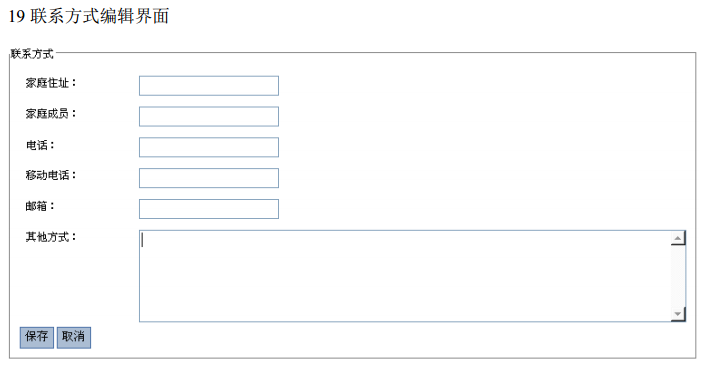 19 联系方式编辑界面
联系方式
家庭住址：
家庭成员：
电话：
移动电话：
邮箱：
其他方式：
保存 取消